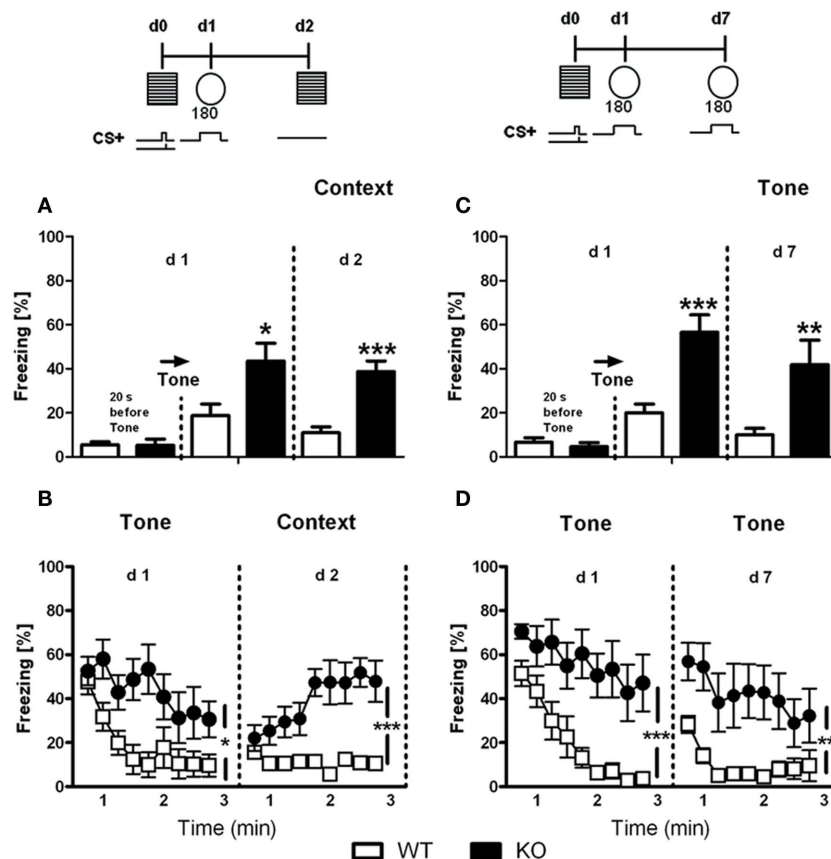 d0 d1 d2
180
CS+
d0 d1 d7
180 180
CS+
A
Context
Freezing [%]
100
80
60
40
20
0
d 1
d 2
20 s
before
Tone
Tone
*
***
C
Tone
Freezing [%]
100
80
60
40
20
0
d 1
d 7
20 s before
Tone
Tone
***
**
B
Tone
Context
Freezing [%]
100
80
60
40
20
0
d 1
d 2
*
***
1 2 3 1 2 3
Time (min)
D
Tone
Tone
Freezing [%]
100
80
60
40
20
0
d 1
d 7
***
**
1 2 3 1 2 3
Time (min)
WT KO